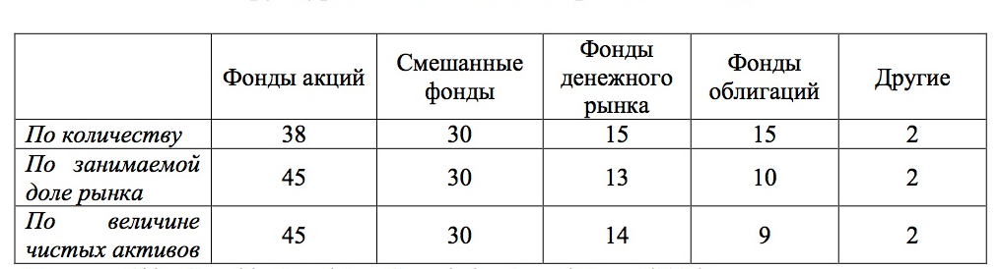 Фонды акций Смешанные фонды Фонды денежного рынка Фонды облигаций Другие
По количеству 38 30 15 15 2
По занимаемой доле рынка 45 30 13 10 2
По величине чистых активов 45 30 14 9 2